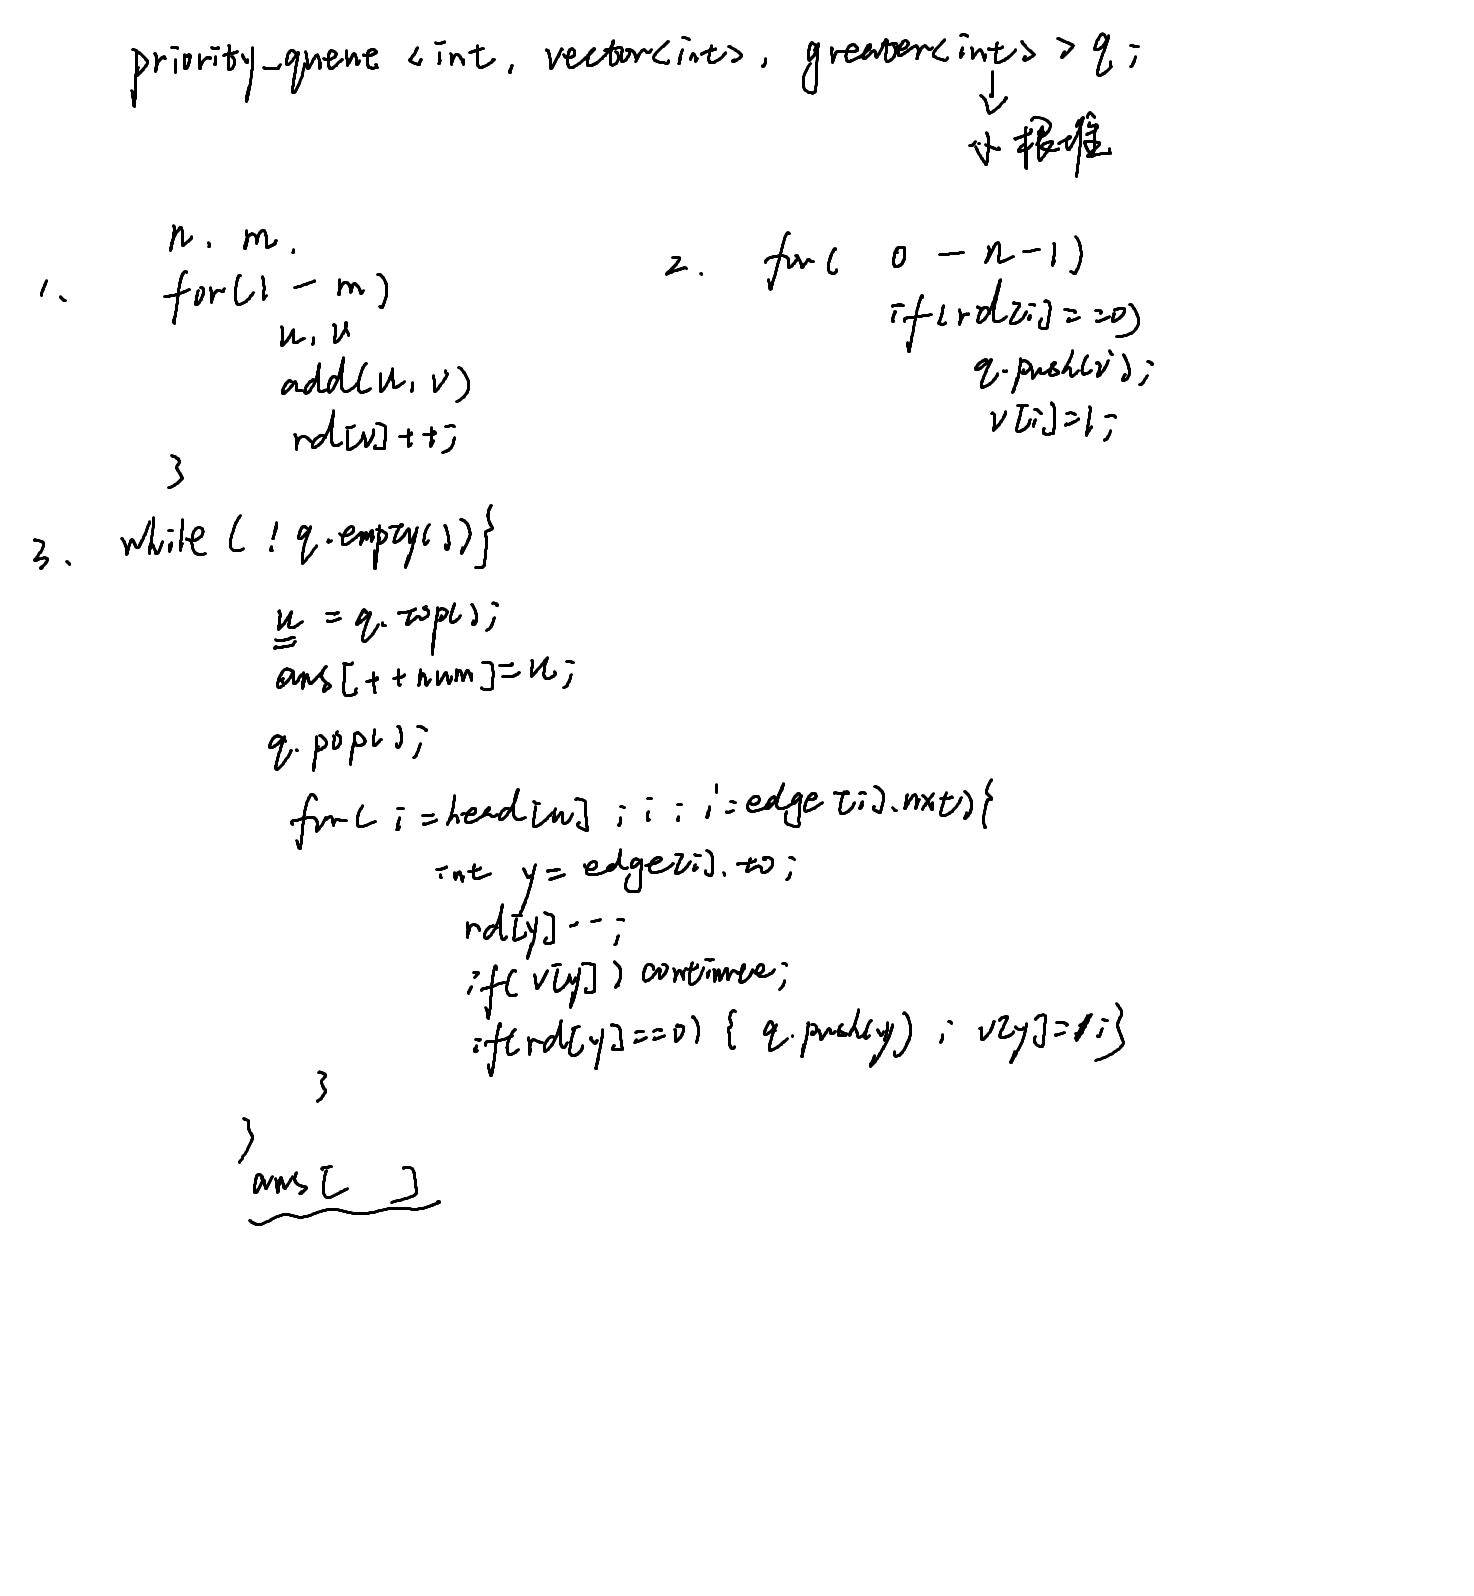 priority_queue <int, vector<int>, greater<int> > q;
小根堆
1.
n, m,
for(1 - m)
u, v
add(u, v)
rd[v]++;
}
2. for( 0 - n-1)
if(rd[i]==0)
q.push(i);
v[i]=1;
3. while ( ! q.empty()){
u = q.top();
ans[++num]=u;
q.pop();
for( i=head[u] ; i ; i=edge[i].nxt){
int y = edge[i].to;
rd[y]--;
if( v[y] ) continue;
if(rd[y]==0) { q.push(y) ; v[y]=1;}
}
}
ans[ ]